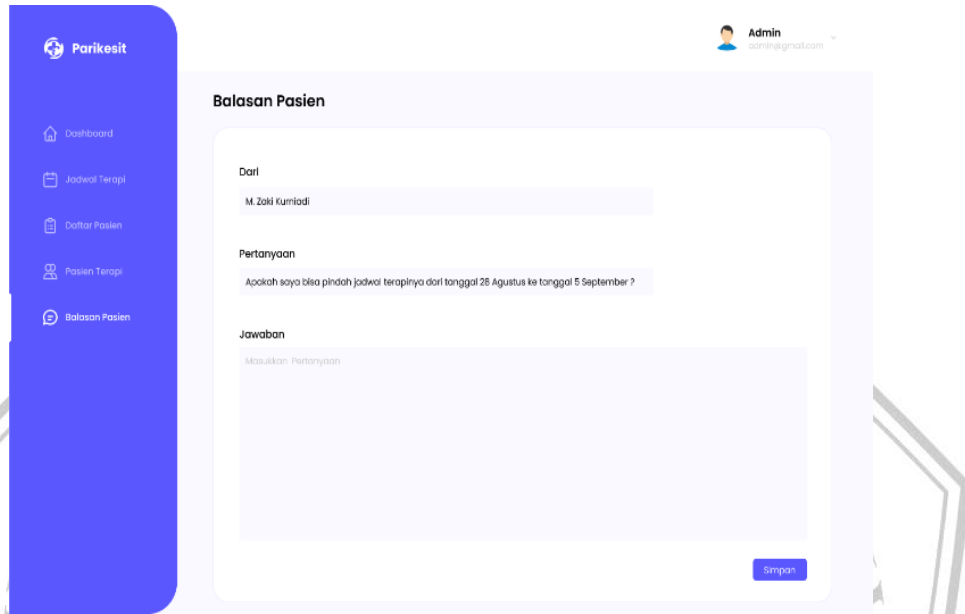 Parikesit
Admin
admin@gmail.com
Dashboard
Jadwal Terapi
Daftar Pasien
Pasien Terapi
Balasan Pasien
Balasan Pasien
Dari
M. Zaki Kurniadi
Pertanyaan
Apakah saya bisa pindah jadwal terapinya dari tanggal 28 Agustus ke tanggal 5 September ?
Jawaban
Masukkan Pertanyaan
Simpan